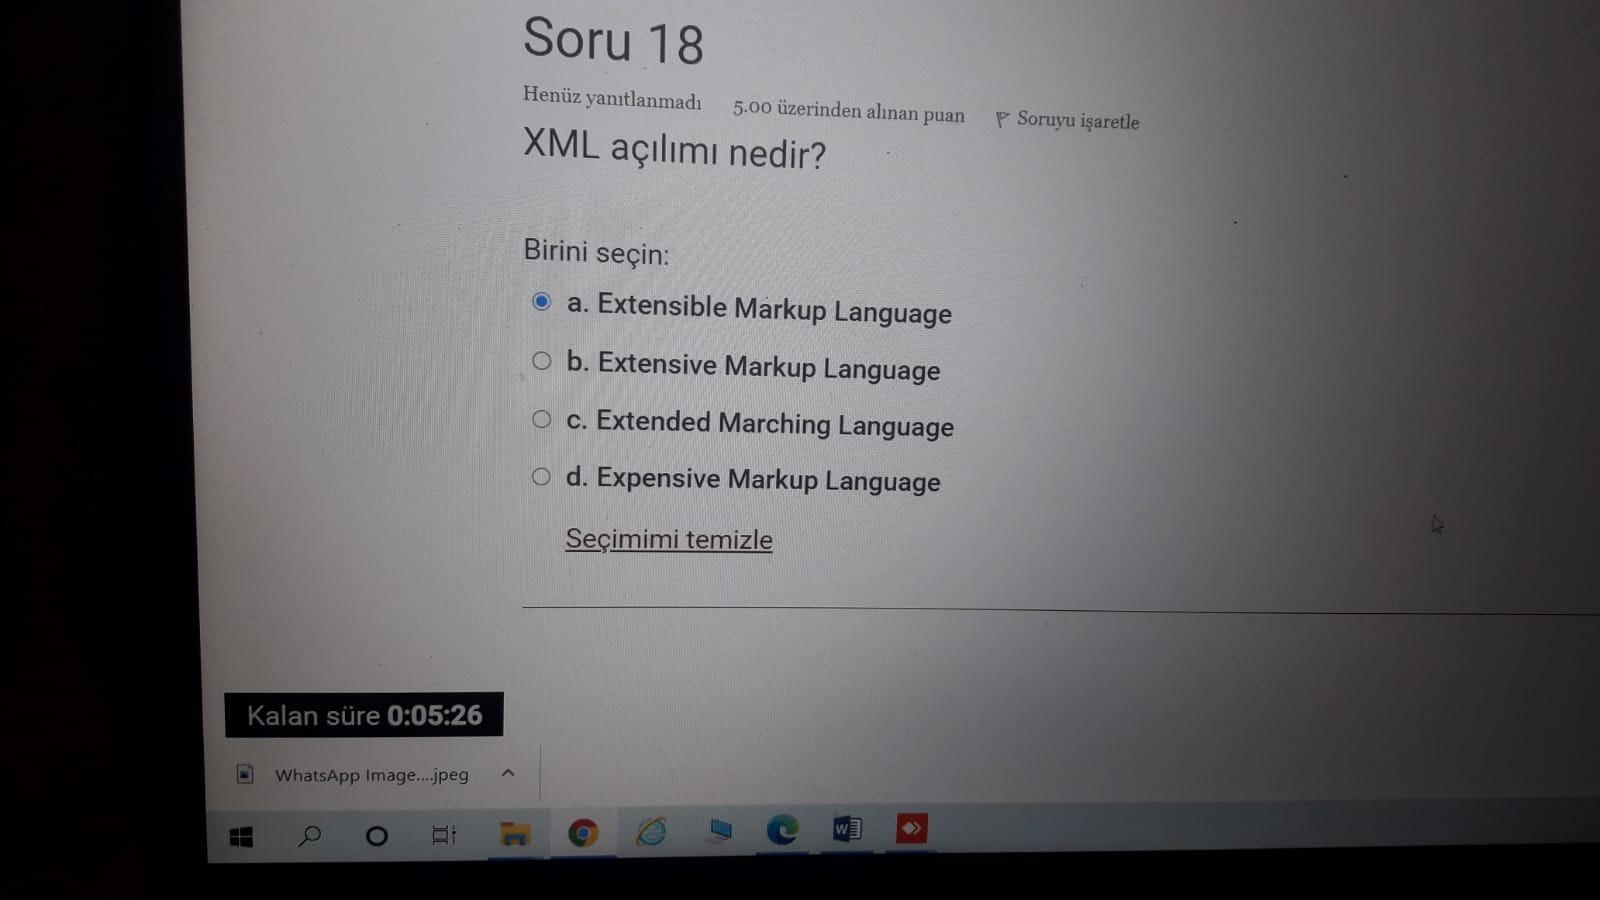 Soru 18
Henüz yanıtlanmadı 5.00 üzerinden alınan puan Soruyu işaretle
XML açılımı nedir?
Birini seçin:
a. Extensible Markup Language
b. Extensive Markup Language
c. Extended Marching Language
d. Expensive Markup Language
Seçimimi temizle
Kalan süre 0:05:26
WhatsApp Image....jpeg